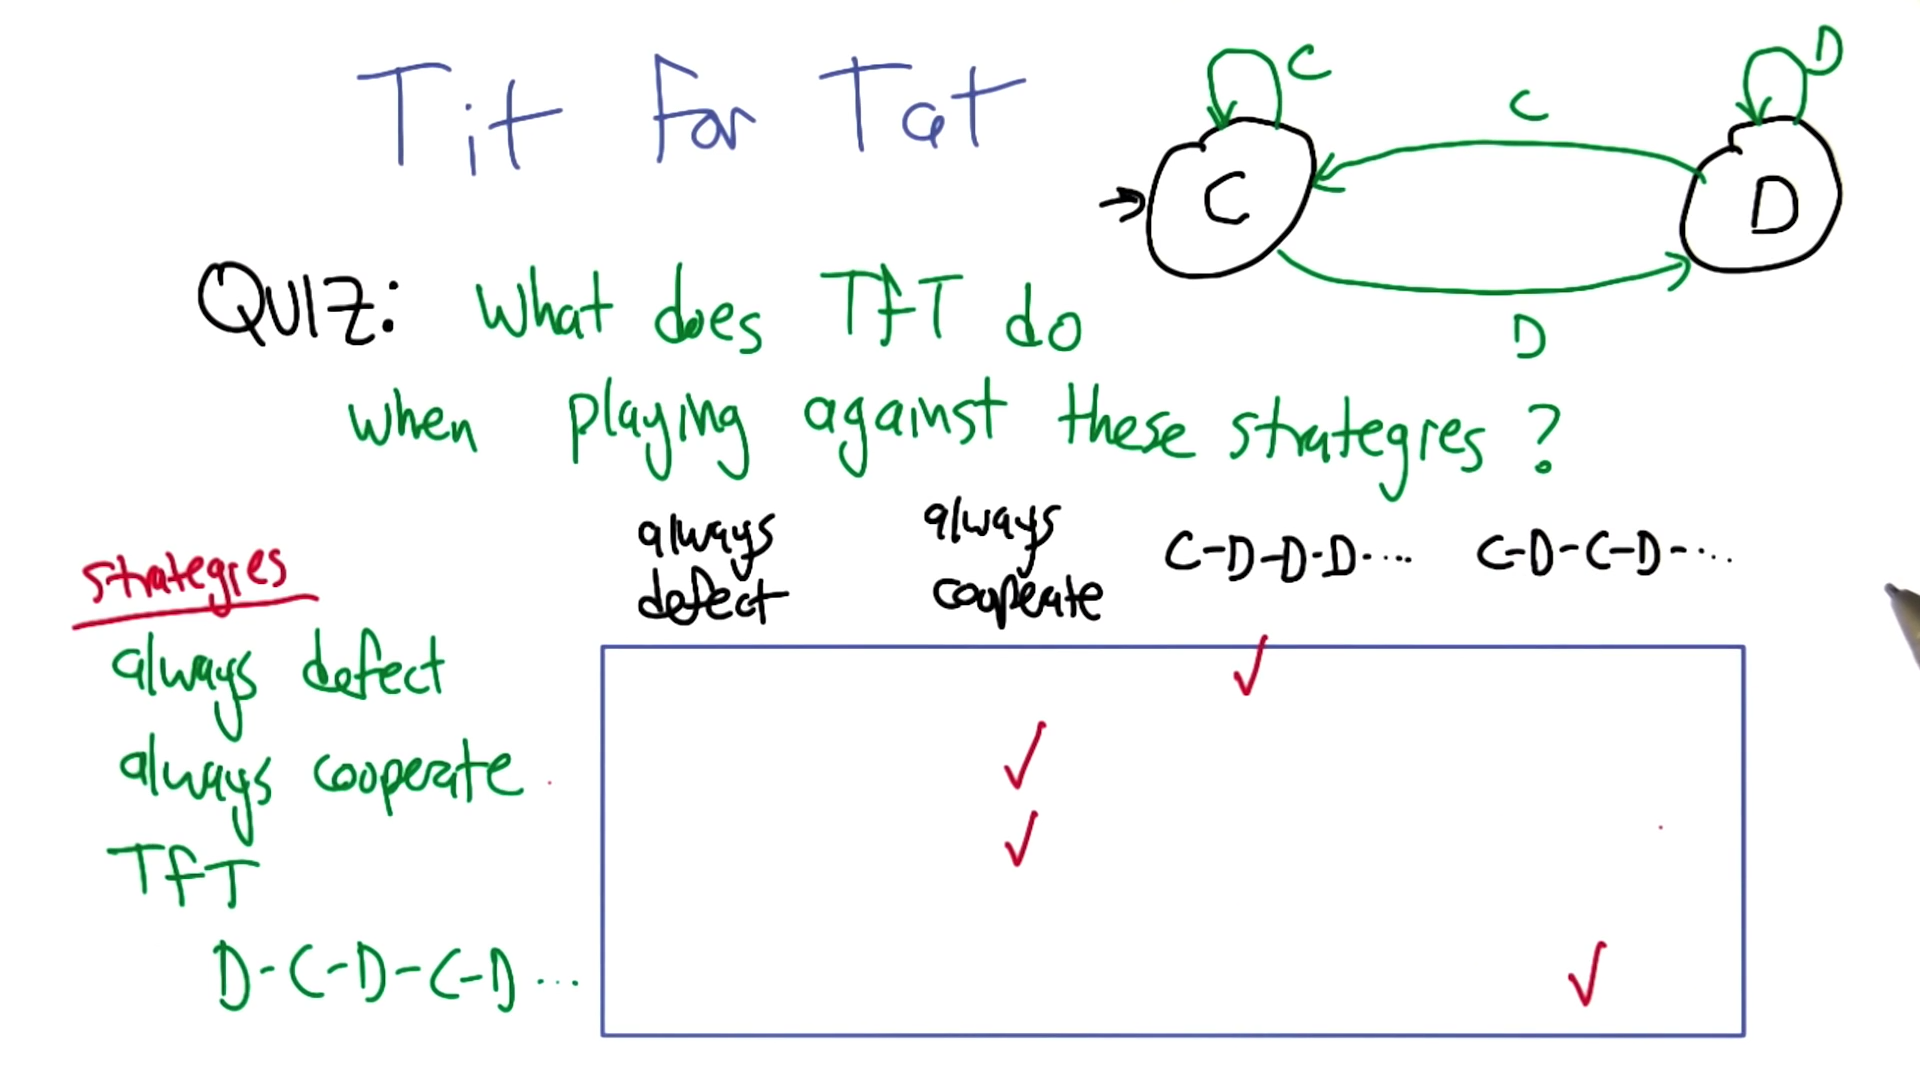 Tit for Tat
C
C
D
C
D
D
QUIZ: What does TfT do
when playing against these strategies?
always defect
always cooperate
C-D-D-D-...
C-D-C-D-...
strategies
always defect
always cooperate
TfT
D-C-D-C-D...